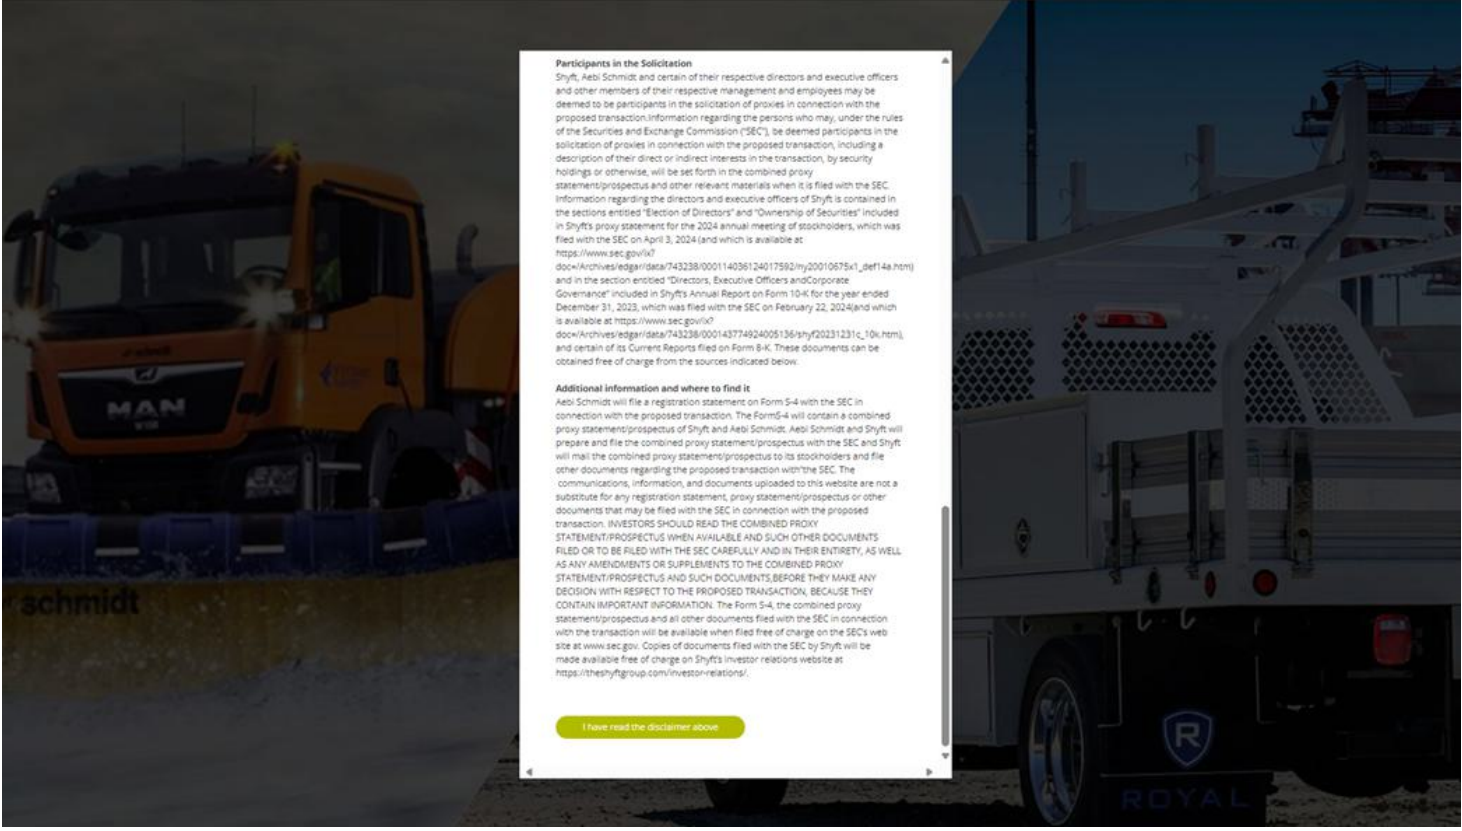 Participants in the Solicitation
Shyft, Aebi Schmidt and certain of their respective directors and executive officers
and other members of their respective management and employees may be
deemed to be participants in the solicitation of proxies in connection with the
proposed transaction.Information regarding the persons who may, under the rules
of the Securities and Exchange Commission ("SEC"), be deemed participants in the
solicitation of proxies in connection with the proposed transaction, including a
description of their direct or indirect interests in the transaction, by security
holdings or otherwise, will be set forth in the combined proxy
statement/prospectus and other relevant materials when it is filed with the SEC.
Information regarding the directors and executive officers of Shyft is contained in
the sections entitled "Election of Directors" and "Ownership of Securities" included
in Shyft's proxy statement for the 2024 annual meeting of stockholders, which was
filed with the SEC on April 3, 2024 (and which is available at
https://www.sec.gov/ix?
doc=/Archives/edgar/data/743238/000114036124017592/ny20010675x1_def14a.htm)
and in the section entitled "Directors, Executive Officers andCorporate
Governance" included in Shyft's Annual Report on Form 10-K for the year ended
December 31, 2023, which was filed with the SEC on February 22, 2024(and which
is available at https://www.sec.gov/ix?
doc=/Archives/edgar/data/743238/000143774924005136/shyf20231231c_10k.htm),
and certain of its Current Reports filed on Form 8-K. These documents can be
obtained free of charge from the sources indicated below.
Additional information and where to find it
Aebi Schmidt will file a registration statement on Form S-4 with the SEC in
connection with the proposed transaction. The FormS-4 will contain a combined
proxy statement/prospectus of Shyft and Aebi Schmidt. Aebi Schmidt and Shyft will
prepare and file the combined proxy statement/prospectus with the SEC and Shyft
will mail the combined proxy statement/prospectus to its stockholders and file
other documents regarding the proposed transaction with"the SEC. The
communications, information, and documents uploaded to this website are not a
substitute for any registration statement, proxy statement/prospectus or other
documents that may be filed with the SEC in connection with the proposed
transaction. INVESTORS SHOULD READ THE COMBINED PROXY
STATEMENT/PROSPECTUS WHEN AVAILABLE AND SUCH OTHER DOCUMENTS
FILED OR TO BE FILED WITH THE SEC CAREFULLY AND IN THEIR ENTIRETY, AS WELL
AS ANY AMENDMENTS OR SUPPLEMENTS TO THE COMBINED PROXY
STATEMENT/PROSPECTUS AND SUCH DOCUMENTS,BEFORE THEY MAKE ANY
DECISION WITH RESPECT TO THE PROPOSED TRANSACTION, BECAUSE THEY
CONTAIN IMPORTANT INFORMATION. The Form S-4, the combined proxy
statement/prospectus and all other documents filed with the SEC in connection
with the transaction will be available when filed free of charge on the SEC's web
site at www.sec.gov. Copies of documents filed with the SEC by Shyft will be
made available free of charge on Shyft's investor relations website at
https://theshyftgroup.com/investor-relations/.
I have read the disclaimer above
MAN
schmidt
R
ROYAL